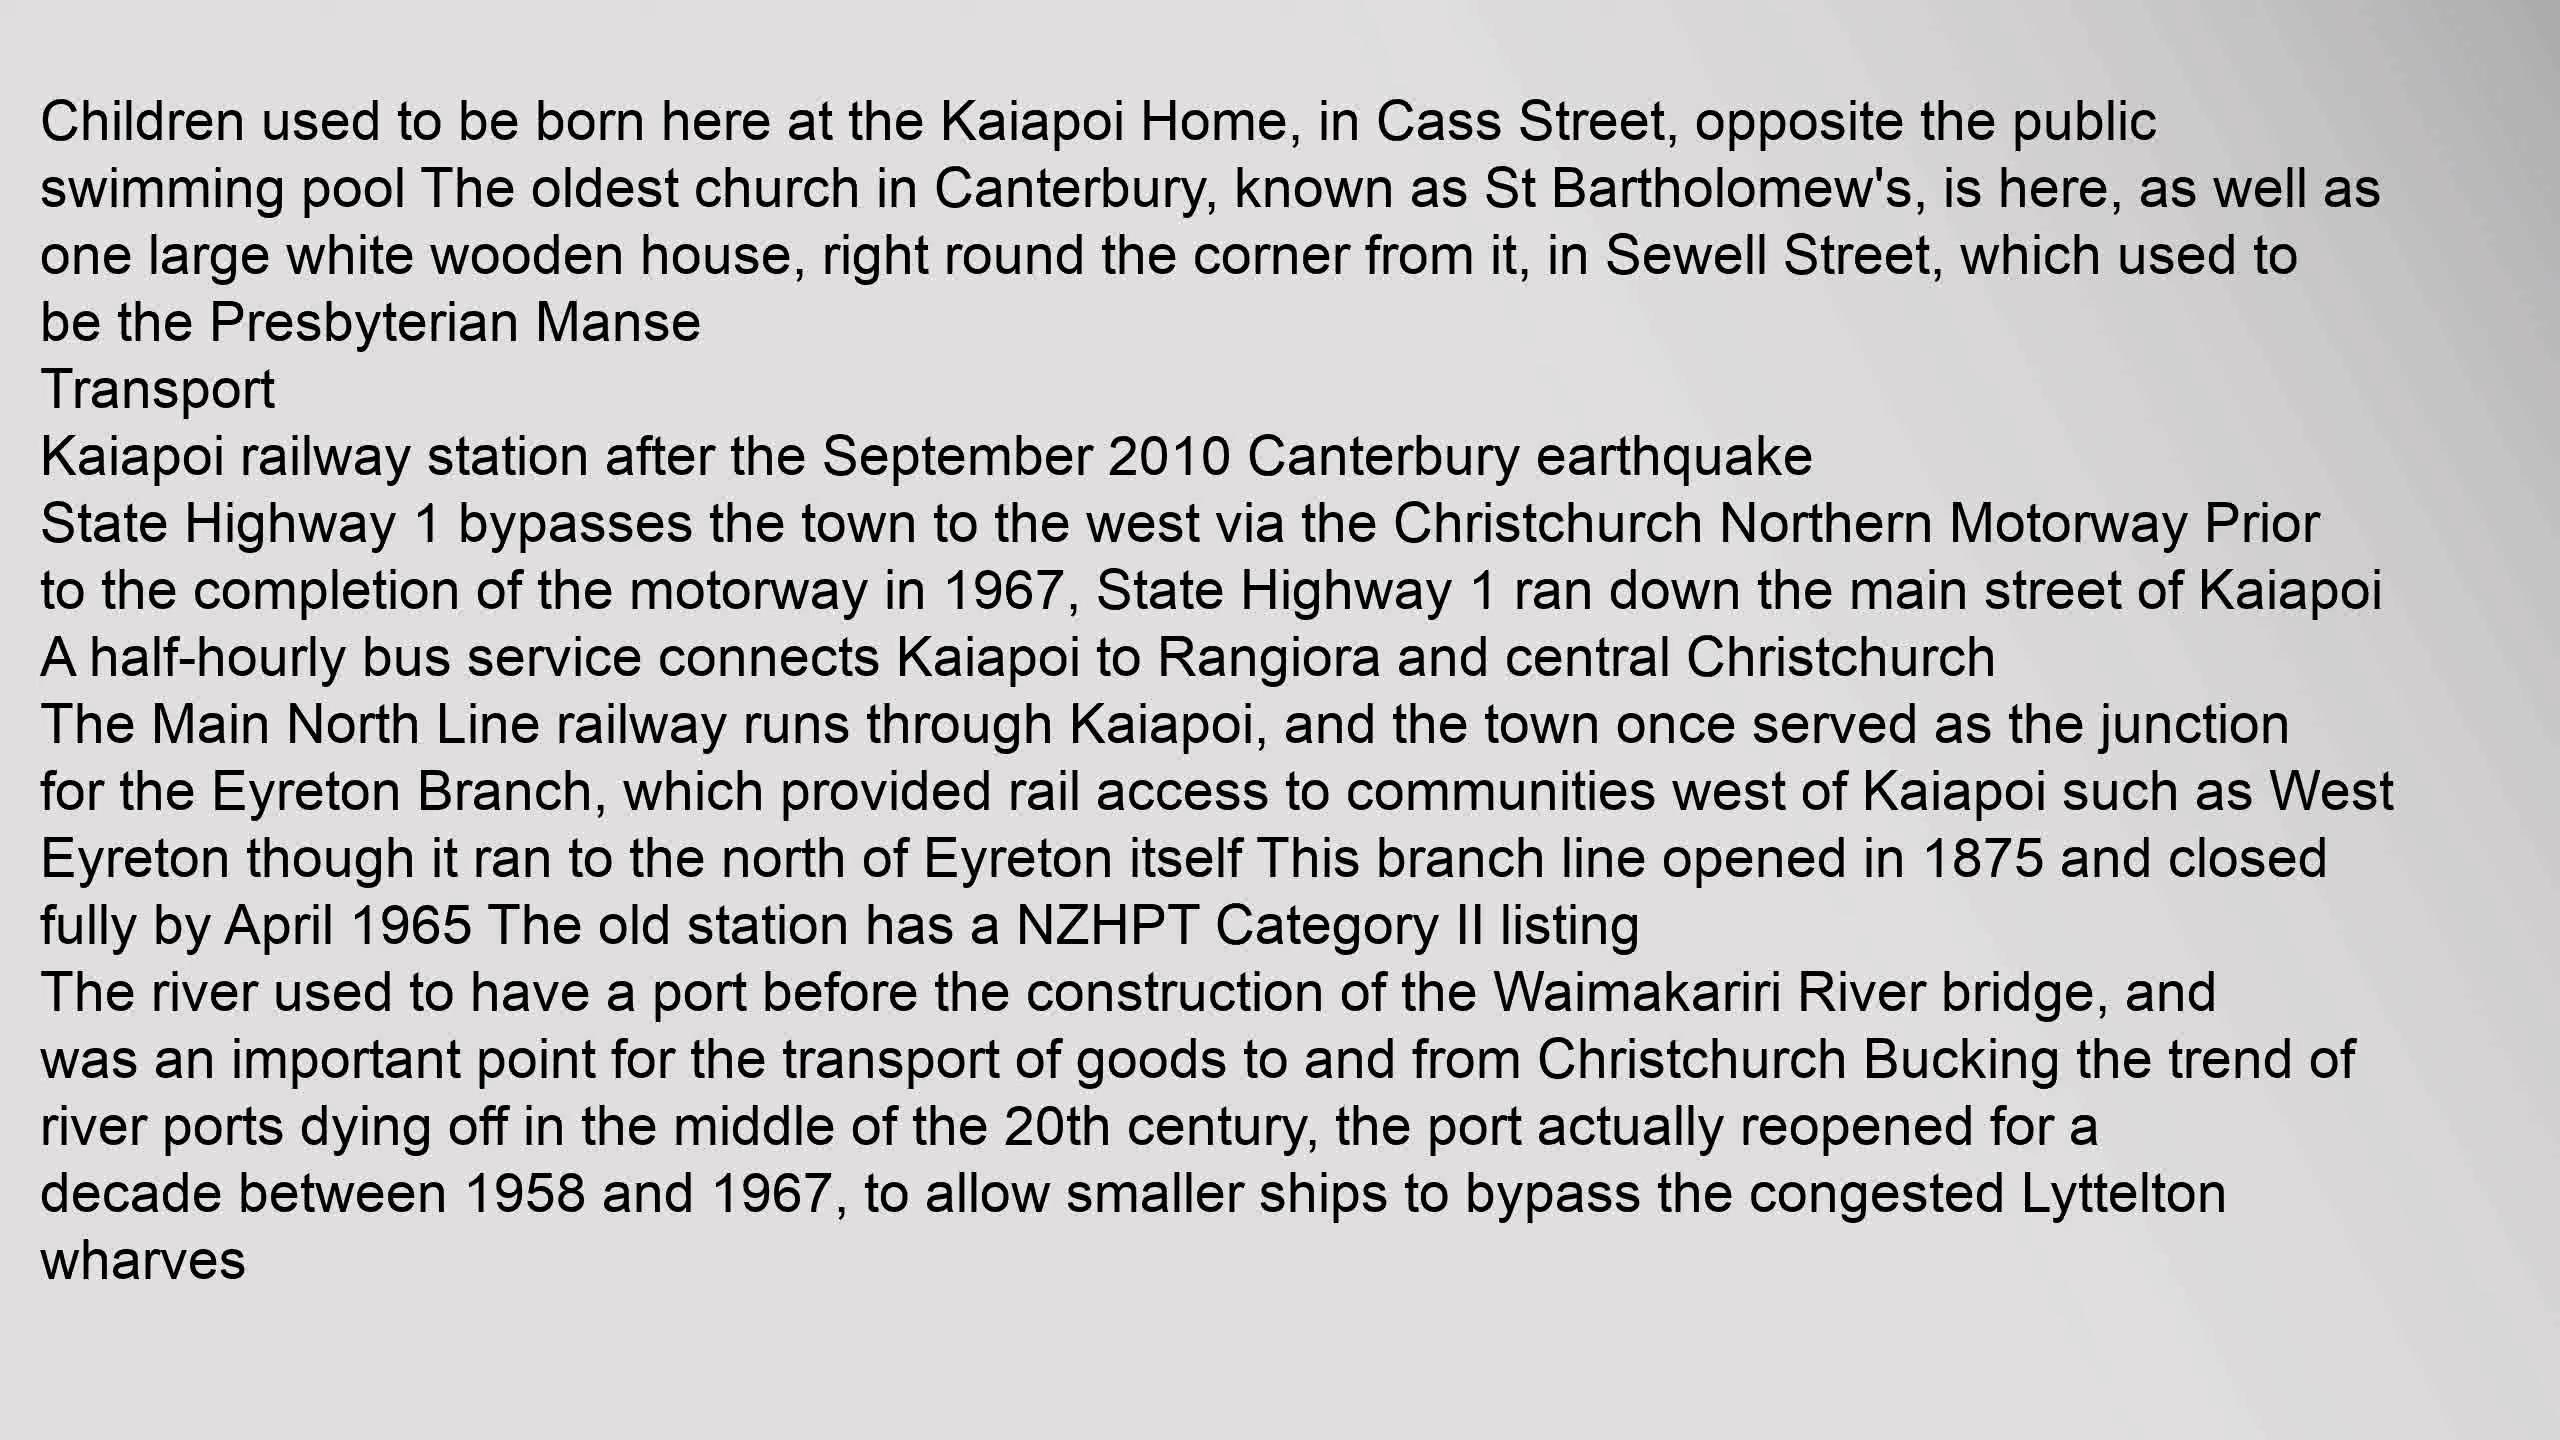 Children used to be born here at the Kaiapoi Home, in Cass Street, opposite the public
swimming pool The oldest church in Canterbury, known as St Bartholomew's, is here, as well as
one large white wooden house, right round the corner from it, in Sewell Street, which used to
be the Presbyterian Manse
Transport
Kaiapoi railway station after the September 2010 Canterbury earthquake
State Highway 1 bypasses the town to the west via the Christchurch Northern Motorway Prior
to the completion of the motorway in 1967, State Highway 1 ran down the main street of Kaiapoi
A half-hourly bus service connects Kaiapoi to Rangiora and central Christchurch
The Main North Line railway runs through Kaiapoi, and the town once served as the junction
for the Eyreton Branch, which provided rail access to communities west of Kaiapoi such as West
Eyreton though it ran to the north of Eyreton itself This branch line opened in 1875 and closed
fully by April 1965 The old station has a NZHPT Category II listing
The river used to have a port before the construction of the Waimakariri River bridge, and
was an important point for the transport of goods to and from Christchurch Bucking the trend of
river ports dying off in the middle of the 20th century, the port actually reopened for a
decade between 1958 and 1967, to allow smaller ships to bypass the congested Lyttelton
wharves